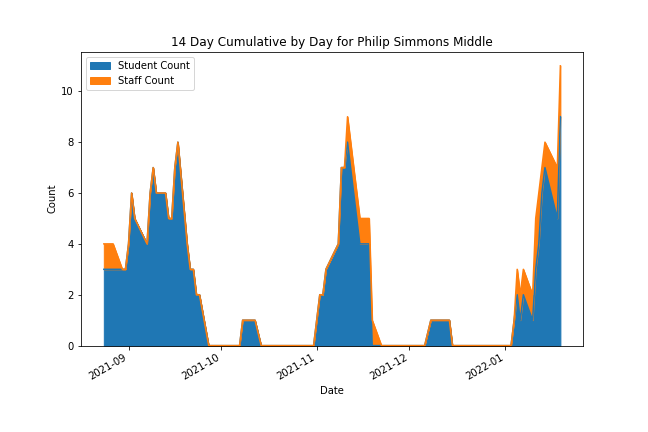 14 Day Cumulative by Day for Philip Simmons Middle
Student Count
Staff Count
10
8
6
4
2
0
Count
2021-09
2021-10
2021-11
2021-12
2022-01
Date